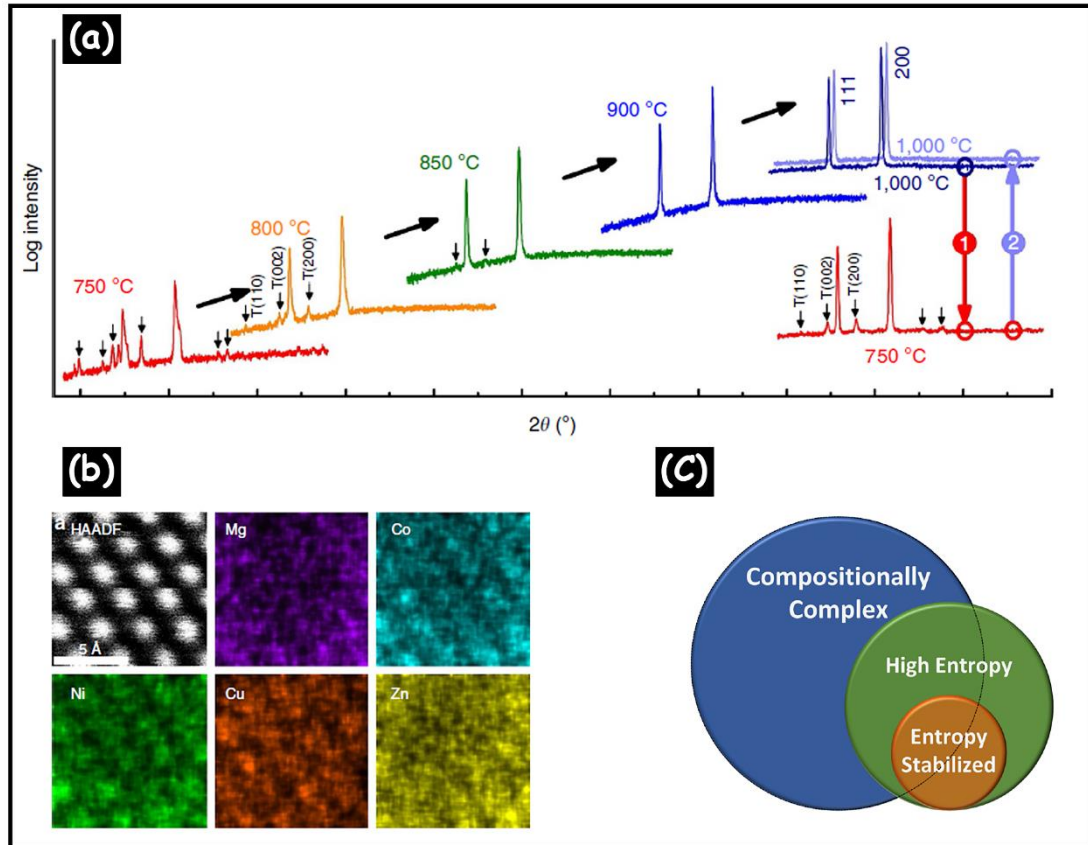 (a)
Log intensity
750 °C
800 °C
T(110)
T(002)
T(200)
850 °C
900 °C
111
200
1,000 °C
1,000 °C
1
2
T(110)
T(002)
T(200)
750 °C
2θ (°)
(b)
a
HAADF
5 Å
Mg
Co
Ni
Cu
Zn
(C)
Compositionally
Complex
High Entropy
Entropy
Stabilized